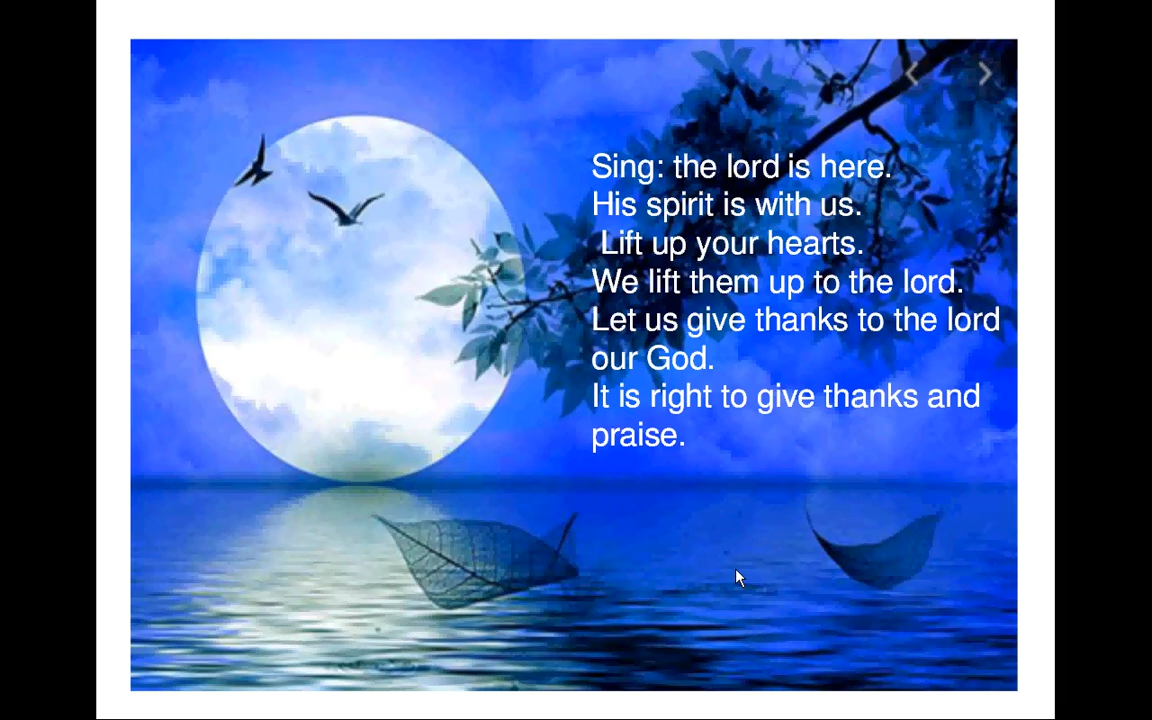 Sing: the lord is here.
His spirit is with us.
Lift up your hearts.
We lift them up to the lord.
Let us give thanks to the lord
our God.
It is right to give thanks and
praise.